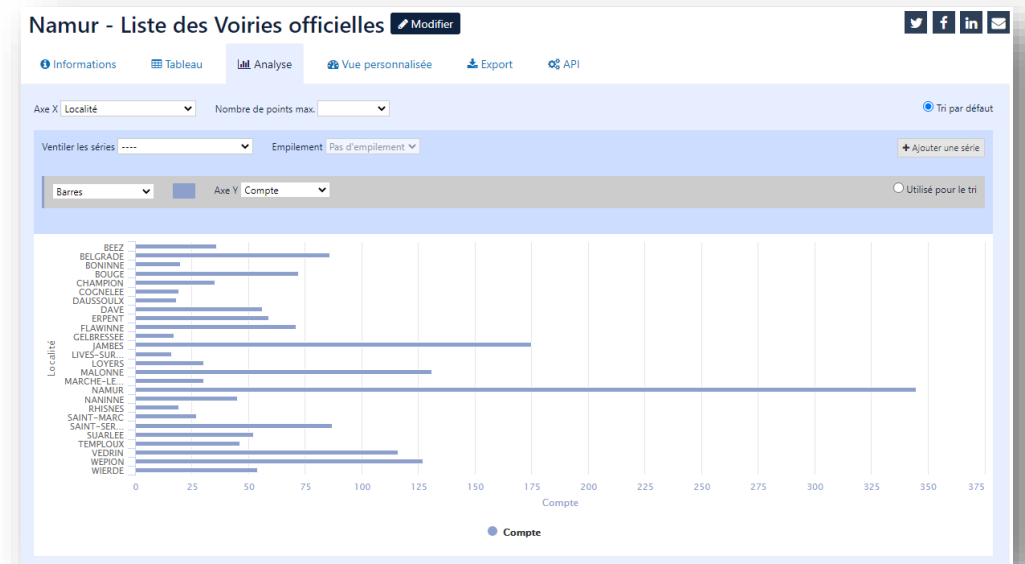 Namur - Liste des Voiries officielles Modifier
Informations Tableau Analyse Vue personnalisée Export API
Axe X Localité Nombre de points max. Tri par défaut
Ventiler les séries ---- Empilement Pas d'empilement + Ajouter une série
Barres Axe Y Compte Utilisé pour le tri
BEEZ
BELGRADE
BONINNE
BOUGE
CHAMPION
COGNELEE
DAUSSOULX
DAVE
ERPENT
FLAWINNE
GELBRESSEE
JAMBES
LIVES-SUR...
LOYERS
MALONNE
MARCHE-LE...
NAMUR
NANINNE
RHISNES
SAINT-MARC
SAINT-SER...
SUARLEE
TEMPLOUX
VEDRIN
WEPION
WIERDE
Localité
0 25 50 75 100 125 150 175 200 225 250 275 300 325 350 375
Compte
Compte